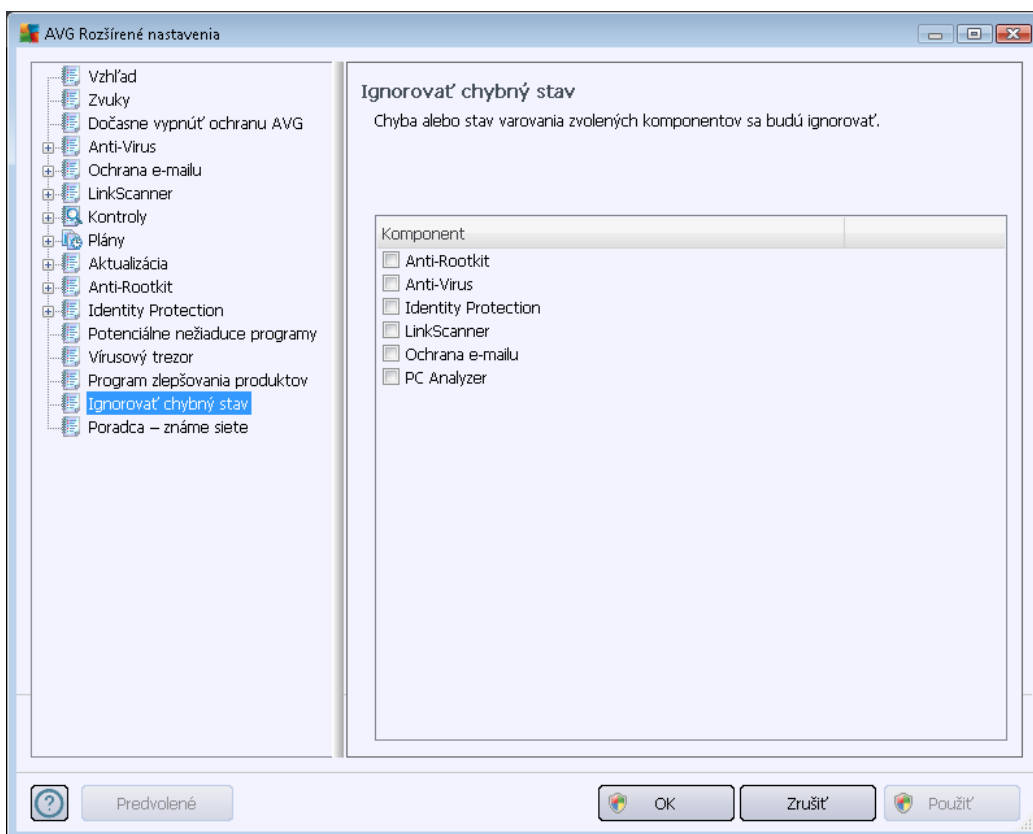 AVG Rozšírené nastavenia
Vzhľad
Zvuky
Dočasne vypnúť ochranu AVG
Anti-Virus
Ochrana e-mailu
LinkScanner
Kontroly
Plány
Aktualizácia
Anti-Rootkit
Identity Protection
Potenciálne nežiaduce programy
Vírusový trezor
Program zlepšovania produktov
Ignorovať chybný stav
Poradca – známe siete
Ignorovať chybný stav
Chyba alebo stav varovania zvolených komponentov sa budú ignorovať.
Komponent
Anti-Rootkit
Anti-Virus
Identity Protection
LinkScanner
Ochrana e-mailu
PC Analyzer
Predvolené
OK
Zrušiť
Použiť